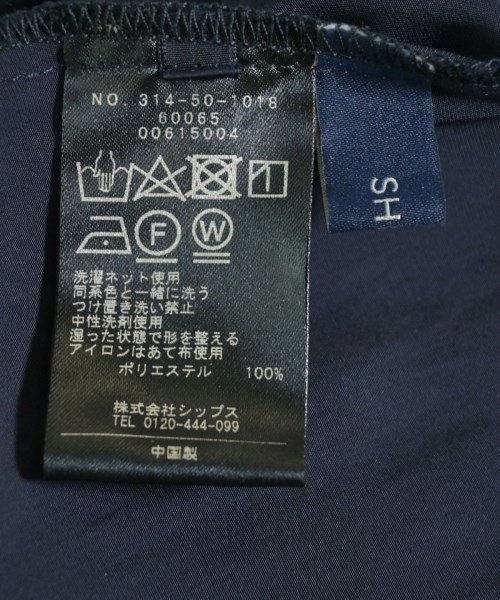 NO. 314-50-1018
60065
00615004
F
W
洗濯ネット使用
同系色と一緒に洗う
つけ置き洗い禁止
中性洗剤使用
湿った状態で形を整える
アイロンはあて布使用
ポリエステル 100%
株式会社シップス
TEL 0120-444-099
中国製
SH